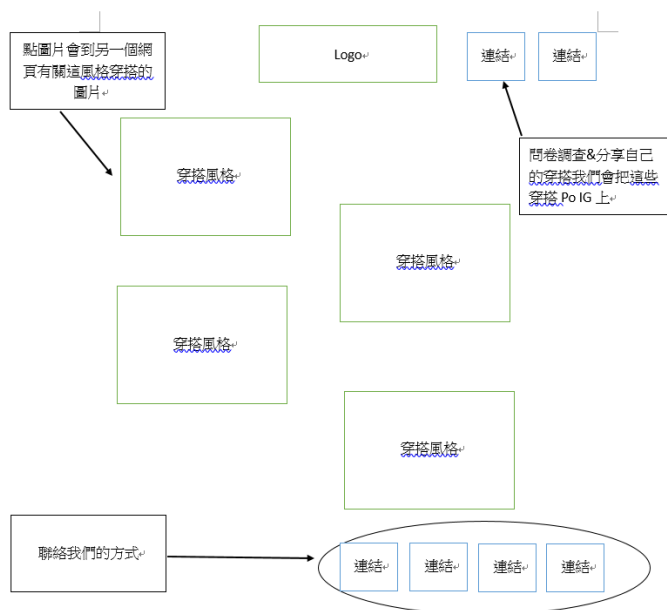 點圖片會到另一個網
頁有關這風格穿搭的
圖片
Logo
連結
連結
穿搭風格
問卷調查&分享自己
的穿搭我們會把這些
穿搭 Po IG 上
穿搭風格
穿搭風格
穿搭風格
聯絡我們的方式
連結
連結
連結
連結